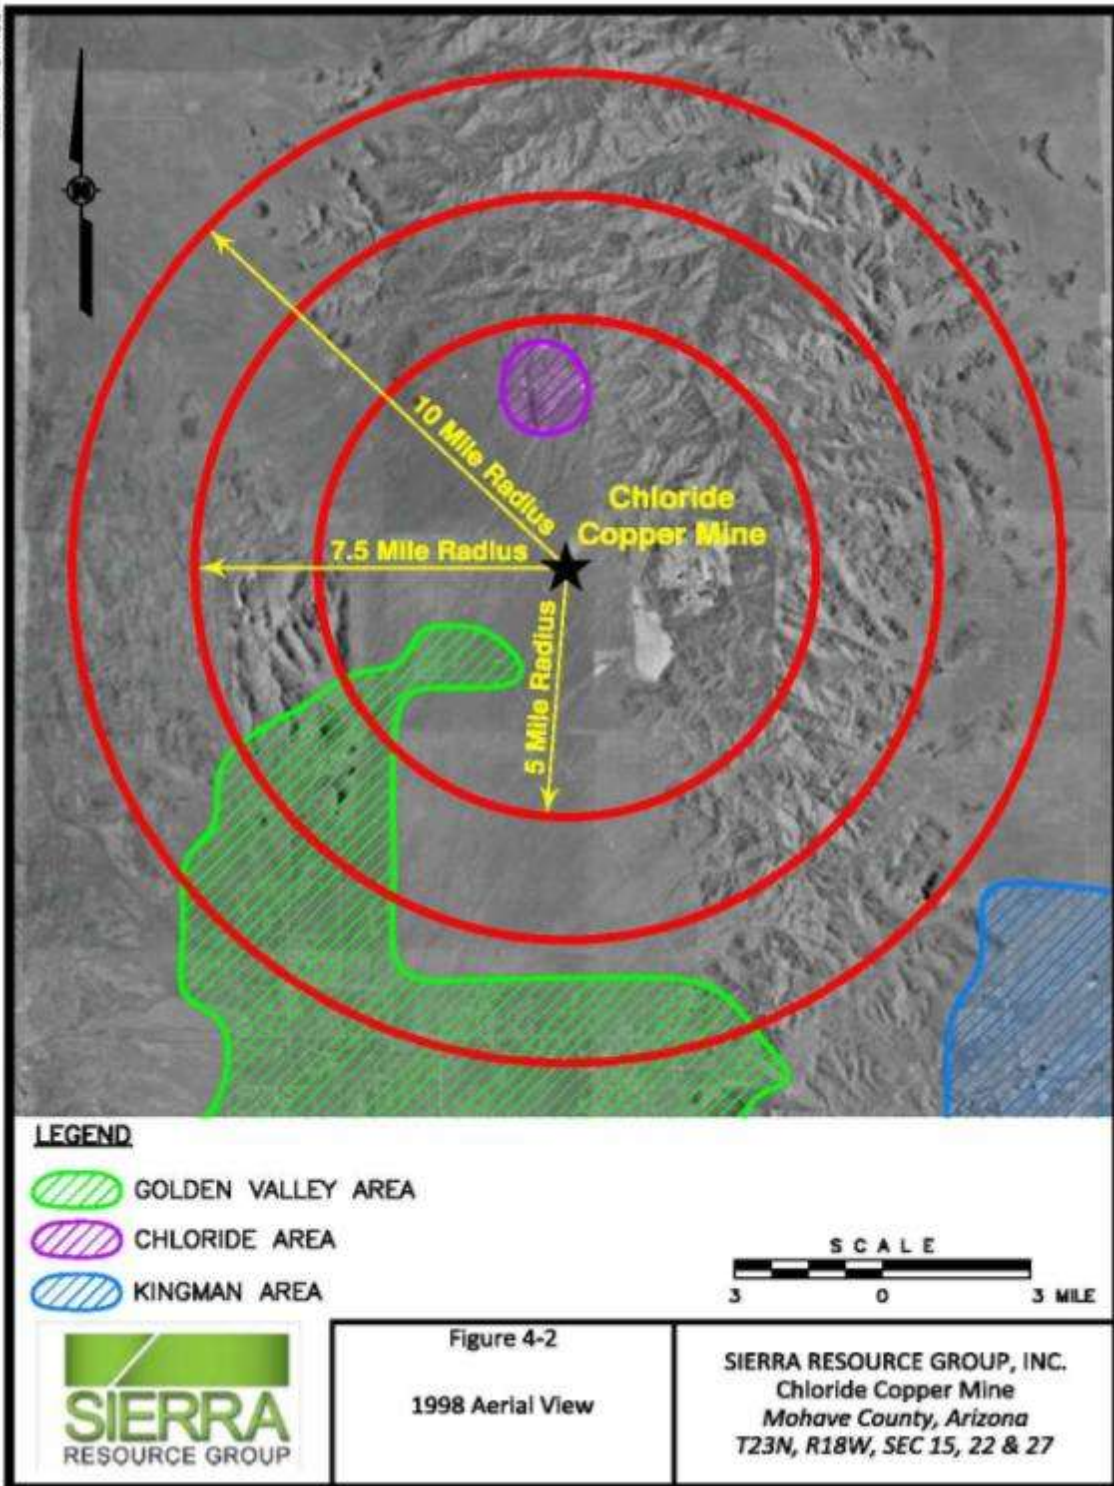 10 Mile Radius
Chloride
Copper Mine
7.5 Mile Radius
5 Mile Radius
LEGEND
GOLDEN VALLEY AREA
CHLORIDE AREA
KINGMAN AREA
SCALE
3 0 3 MILE
SIERRA
RESOURCE GROUP
Figure 4-2
1998 Aerial View
SIERRA RESOURCE GROUP, INC.
Chloride Copper Mine
Mohave County, Arizona
T23N, R18W, SEC 15, 22 & 27